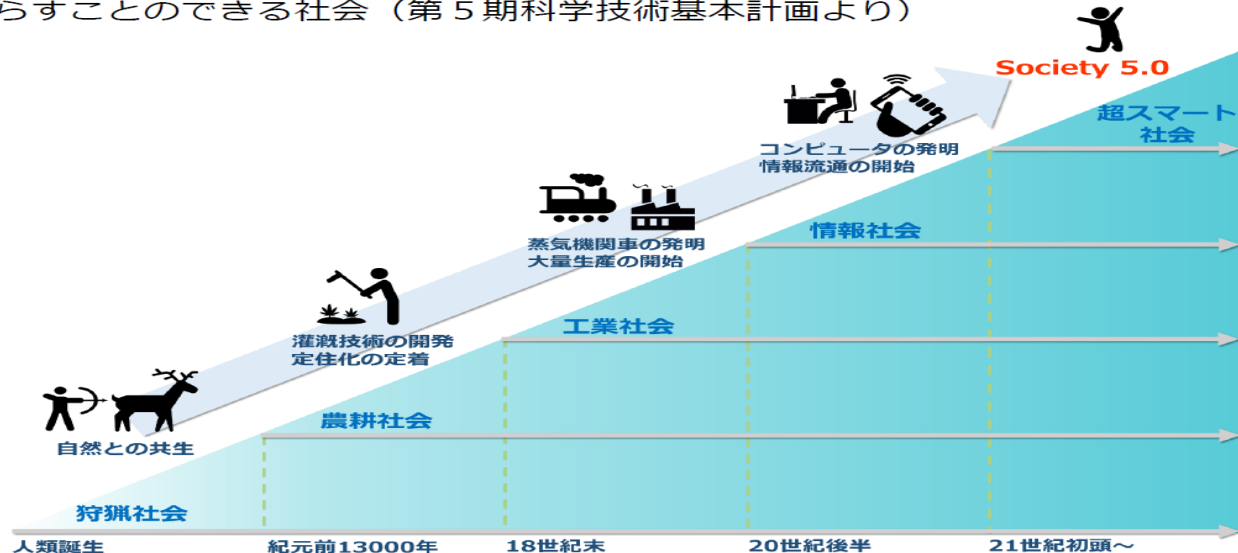 らすことのできる社会（第５期科学技術基本計画より）
Society 5.0
超スマート
社会
コンピュータの発明
情報流通の開始
情報社会
蒸気機関車の発明
大量生産の開始
工業社会
灌漑技術の開発
定住化の定着
農耕社会
自然との共生
狩猟社会
人類誕生
紀元前13000年
18世紀末
20世紀後半
21世紀初頭～